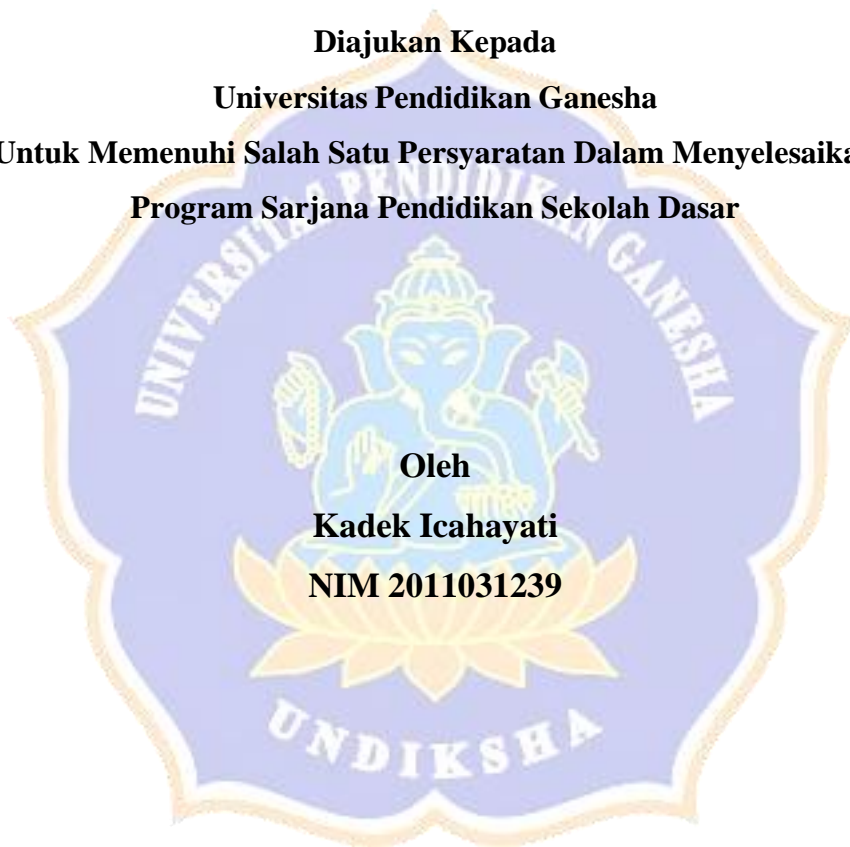 Diajukan Kepada
Universitas Pendidikan Ganesha
Untuk Memenuhi Salah Satu Persyaratan Dalam Menyelesaika
Program Sarjana Pendidikan Sekolah Dasar
UNIVERSITAS PENDIDIKAN GANESHA
Oleh
Kadek Icahayati
NIM 2011031239
UNDIKSHA